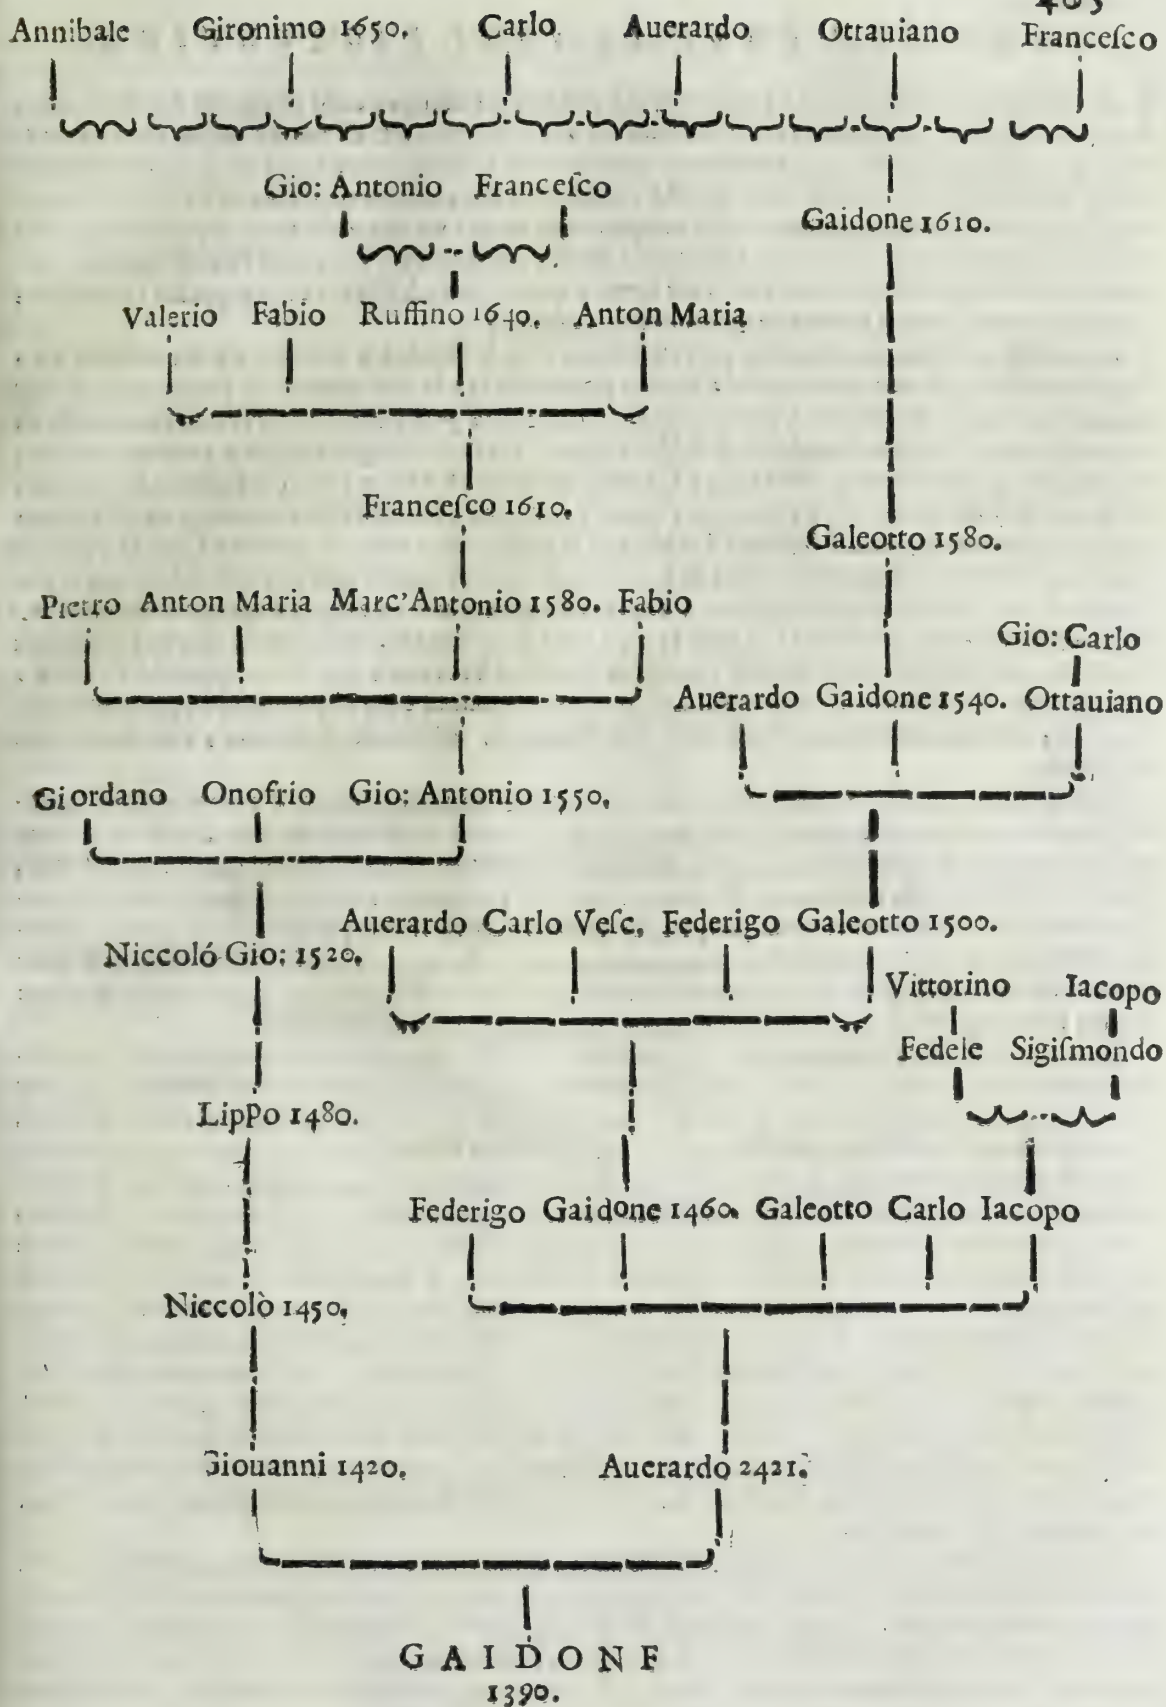 403
Annibale Gironimo 1650. Carlo Auerardo Ottauiano Franceſco
Gio: Antonio Franceſco
Gaidone 1610.
Valerio Fabio Ruffino 1640. Anton Maria
Franceſco 1610.
Galeotto 1580.
Pietro Anton Maria Marc'Antonio 1580. Fabio
Gio: Carlo
Auerardo Gaidone 1540. Ottauiano
Giordano Onofrio Gio: Antonio 1550.
Auerardo Carlo Veſc. Federigo Galeotto 1500.
Niccoló Gio: 1520.
Vittorino Iacopo
Fedele Sigiſmondo
LipPo 1480.
Federigo Gaidone 1460. Galeotto Carlo Iacopo
Niccolò 1450.
Giouanni 1420. Auerardo 2421.
GAIDONF
1390.